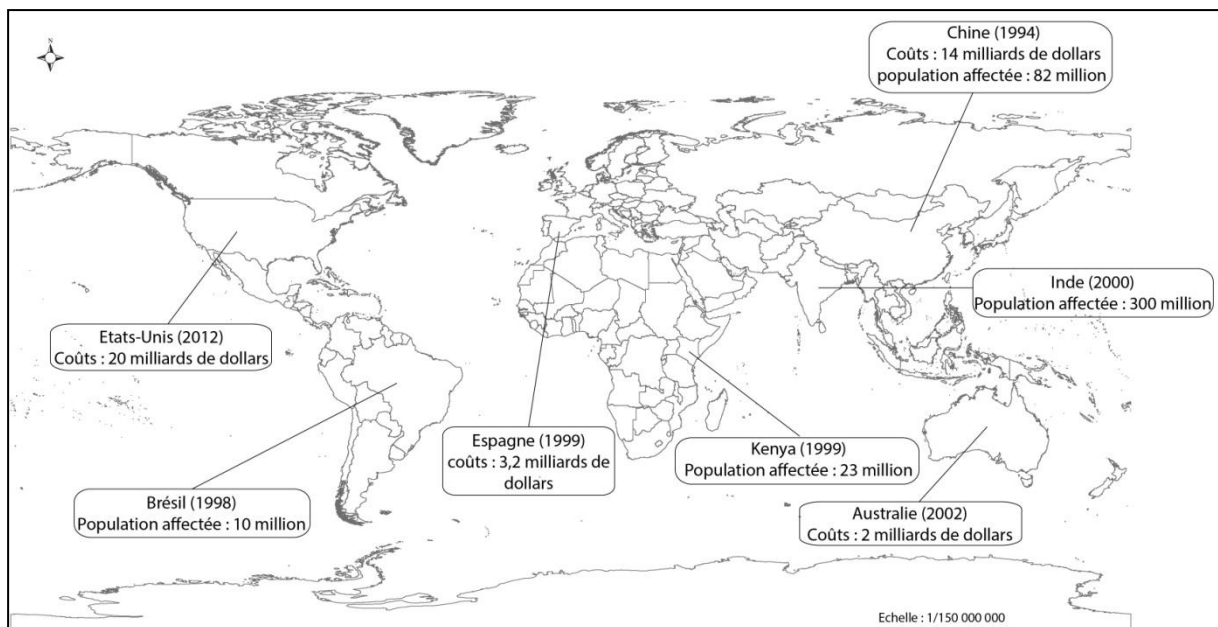 N
Chine (1994)
Coûts : 14 milliards de dollars
population affectée : 82 million
Inde (2000)
Population affectée : 300 million
Etats-Unis (2012)
Coûts : 20 milliards de dollars
Espagne (1999)
coûts : 3,2 milliards de
dollars
Kenya (1999)
Population affectée : 23 million
Brésil (1998)
Population affectée : 10 million
Australie (2002)
Coûts : 2 milliards de dollars
Echelle : 1/150 000 000